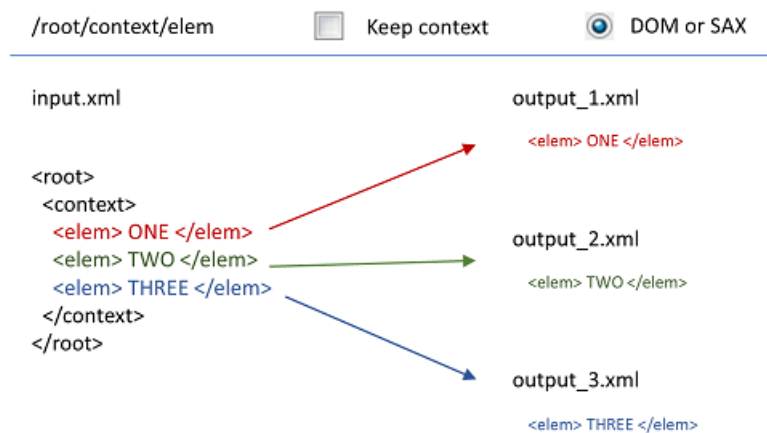 /root/context/elem Keep context DOM or SAX
input.xml
<root>
<context>
<elem> ONE </elem>
<elem> TWO </elem>
<elem> THREE </elem>
</context>
</root>
output_1.xml
<elem> ONE </elem>
output_2.xml
<elem> TWO </elem>
output_3.xml
<elem> THREE </elem>